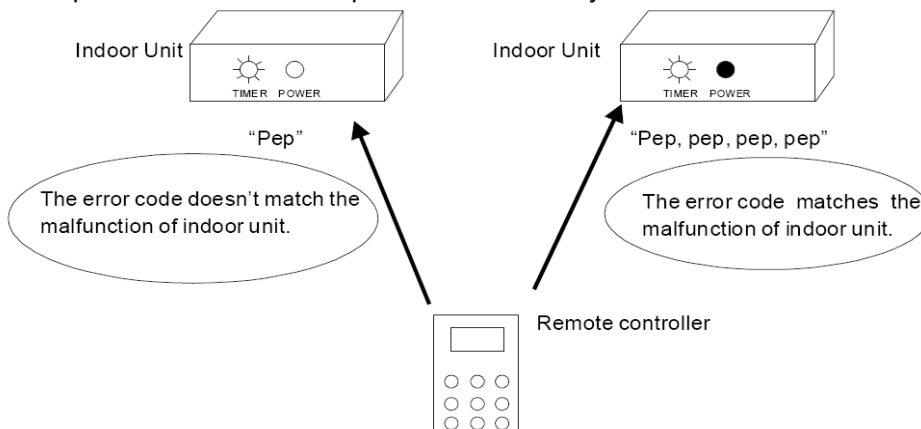 Indoor Unit
Indoor Unit
TIMER POWER
TIMER POWER
“Pep”
“Pep, pep, pep, pep”
The error code doesn’t match the
malfunction of indoor unit.
The error code matches the
malfunction of indoor unit.
Remote controller